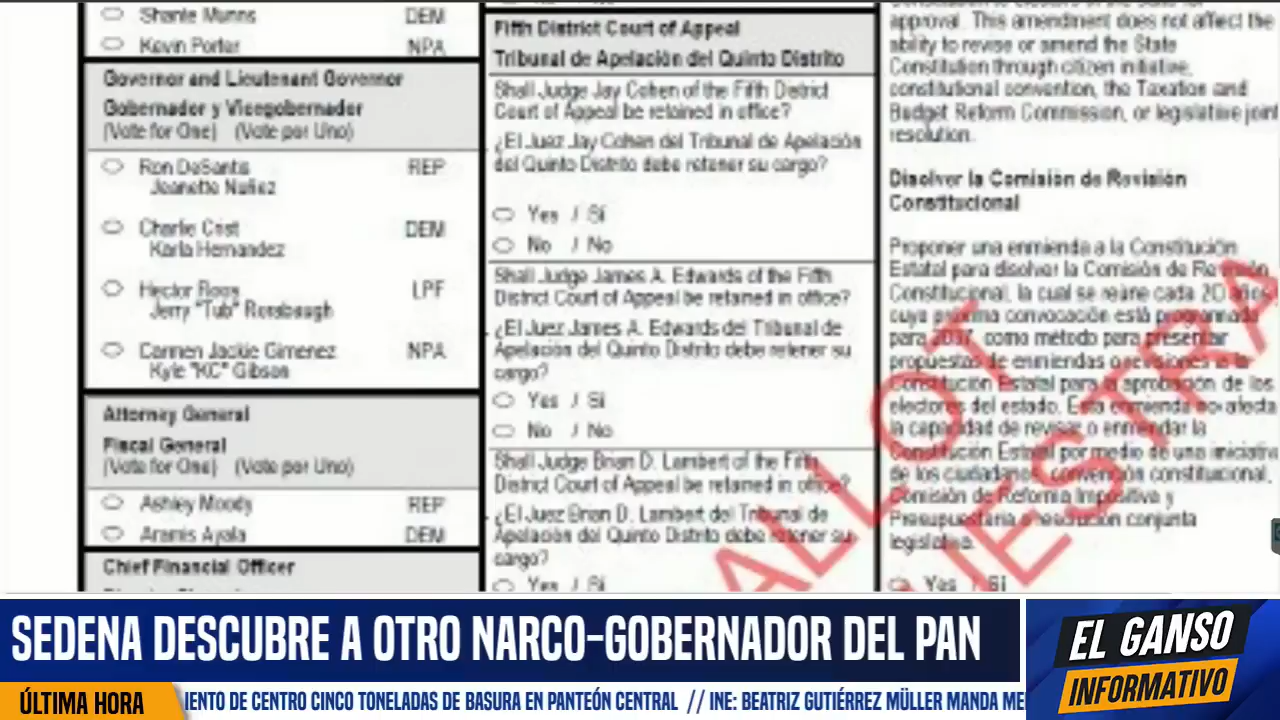 Shante Munns DEM
Kevin Porter NPA
Governor and Lieutenant Governor
Gobernador y Vicegobernador
(Vote for One) (Vote por Uno)
Ron DeSantis REP
Jeanette Nuñez
Charlie Crist DEM
Karla Hernandez
Hector Roos LPF
Jerry "Tub" Rorabaugh
Carmen Jackie Gimenez NPA
Kyle "KC" Gibson
Attorney General
Fiscal General
(Vote for One) (Vote por Uno)
Ashley Moody REP
Aramis Ayala DEM
Chief Financial Officer
Fifth District Court of Appeal
Tribunal de Apelación del Quinto Distrito
Shall Judge Jay Cohen of the Fifth District
Court of Appeal be retained in office?
¿El Juez Jay Cohen del Tribunal de Apelación
del Quinto Distrito debe retener su cargo?
Yes / Sí
No / No
Shall Judge James A. Edwards of the Fifth
District Court of Appeal be retained in office?
¿El Juez James A. Edwards del Tribunal de
Apelación del Quinto Distrito debe retener su
cargo?
Yes / Sí
No / No
Shall Judge Brian D. Lambert of the Fifth
District Court of Appeal be retained in office?
¿El Juez Brian D. Lambert del Tribunal de
Apelación del Quinto Distrito debe retener su
cargo?
Yes / Sí
approval. This amendment does not affect the
ability to revise or amend the State
Constitution through citizen initiative,
constitutional convention, the Taxation and
Budget Reform Commission, or legislative joint
resolution.
Disolver la Comisión de Revisión
Constitucional
Proponer una enmienda a la Constitución
Estatal para disolver la Comisión de Revisión
Constitucional, la cual se reúne cada 20 años,
cuya próxima convocación está programada
para 2037, como método para presentar
propuestas de enmiendas o revisiones a la
Constitución Estatal para la aprobación de los
electores del estado. Esta enmienda no afecta
la capacidad de revisar o enmendar la
Constitución Estatal por medio de una iniciativa
de los ciudadanos, convención constitucional,
Comisión de Reforma Impositiva y
Presupuestaria o resolución conjunta
legislativa.
Yes / Sí
ALLOT
UESTRA
SEDENA DESCUBRE A OTRO NARCO-GOBERNADOR DEL PAN
EL GANSO
INFORMATIVO
ÚLTIMA HORA
IENTO DE CENTRO CINCO TONELADAS DE BASURA EN PANTEÓN CENTRAL // INE: BEATRIZ GUTIÉRREZ MÜLLER MANDA ME